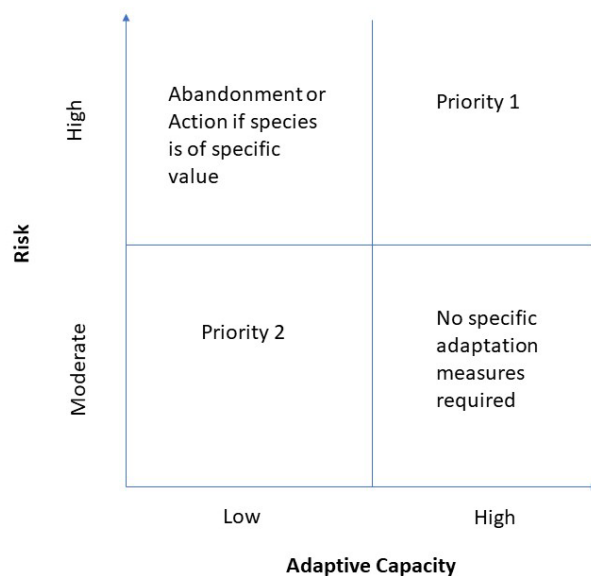 Abandonment or
Action if species
is of specific
value
Priority 1
High
Risk
Priority 2
No specific
adaptation
measures
required
Moderate
Low
High
Adaptive Capacity